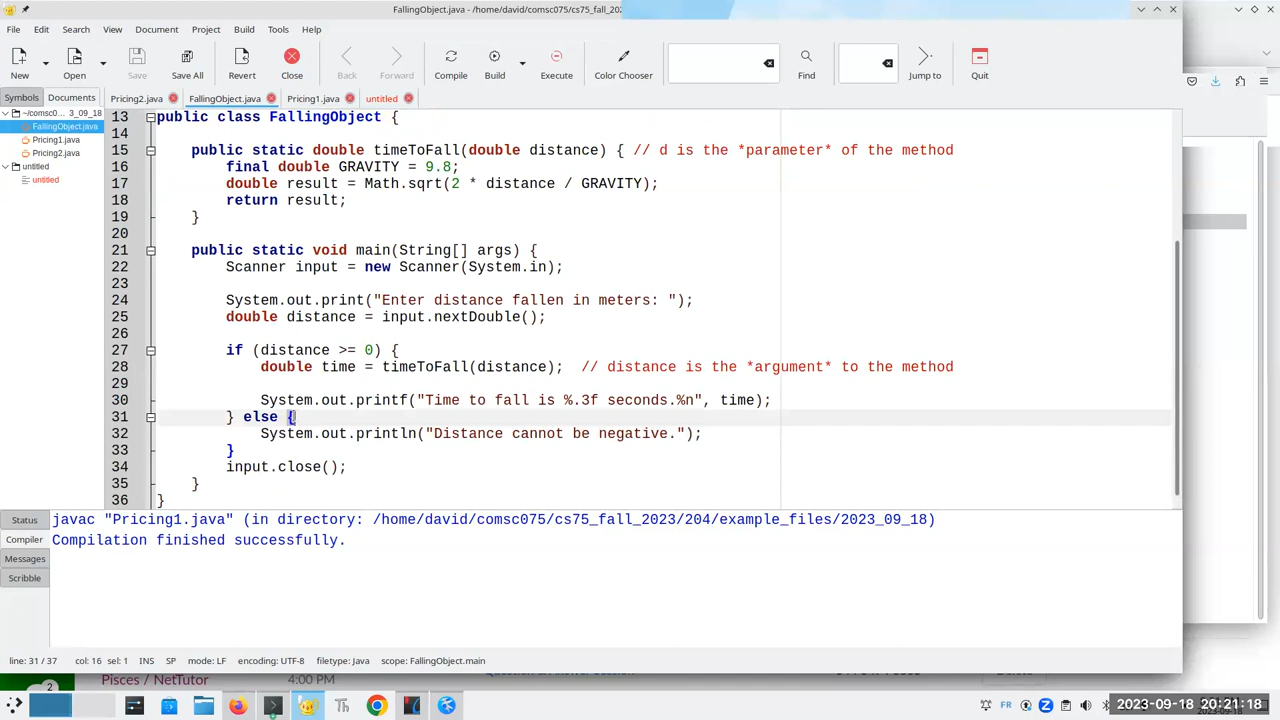 FallingObject.java - /home/david/comsc075/cs75_fall_202
File Edit Search View Document Project Build Tools Help
New Open Save Save All Revert Close Back Forward Compile Build Execute Color Chooser Find Jump to Quit
Symbols Documents Pricing2.java FallingObject.java Pricing1.java untitled
~/comsc0... 3_09_18
FallingObject.java
Pricing1.java
Pricing2.java
untitled
untitled
13 public class FallingObject {
14
15 public static double timeToFall(double distance) { // d is the *parameter* of the method
16 final double GRAVITY = 9.8;
17 double result = Math.sqrt(2 * distance / GRAVITY);
18 return result;
19 }
20
21 public static void main(String[] args) {
22 Scanner input = new Scanner(System.in);
23
24 System.out.print("Enter distance fallen in meters: ");
25 double distance = input.nextDouble();
26
27 if (distance >= 0) {
28 double time = timeToFall(distance); // distance is the *argument* to the method
29
30 System.out.printf("Time to fall is %.3f seconds.%n", time);
31 } else {
32 System.out.println("Distance cannot be negative.");
33 }
34 input.close();
35 }
36 }
Status
Compiler
Messages
Scribble
javac "Pricing1.java" (in directory: /home/david/comsc075/cs75_fall_2023/204/example_files/2023_09_18)
Compilation finished successfully.
line: 31 / 37 col: 16 sel: 1 INS SP mode: LF encoding: UTF-8 filetype: Java scope: FallingObject.main
Pisces / NetTutor 4:00 PM
2
FR
2023-09-18 20:21:18